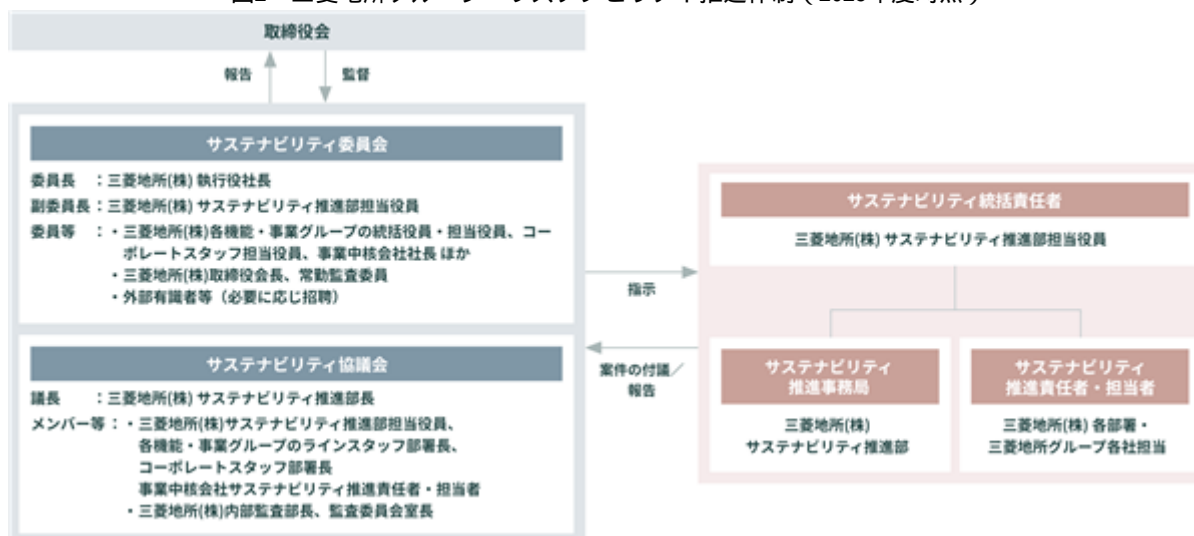 取締役会
報告
監督
サステナビリティ委員会
委員長 ：三菱地所(株) 執行役社長
副委員長：三菱地所(株) サステナビリティ推進部担当役員
委員等 ：・三菱地所(株)各機能・事業グループの統括役員・担当役員、コー
ポレートスタッフ担当役員、事業中核会社社長 ほか
・三菱地所(株)取締役会長、常勤監査委員
・外部有識者等（必要に応じ招聘）
サステナビリティ協議会
議長 ：三菱地所(株) サステナビリティ推進部長
メンバー等：・三菱地所(株)サステナビリティ推進部担当役員、
各機能・事業グループのラインスタッフ部署長、
コーポレートスタッフ部署長
事業中核会社サステナビリティ推進責任者・担当者
・三菱地所(株)内部監査部長、監査委員会室長
指示
案件の付議／
報告
サステナビリティ統括責任者
三菱地所(株) サステナビリティ推進部担当役員
サステナビリティ
推進事務局
三菱地所(株)
サステナビリティ推進部
サステナビリティ
推進責任者・担当者
三菱地所(株) 各部署・
三菱地所グループ各社担当